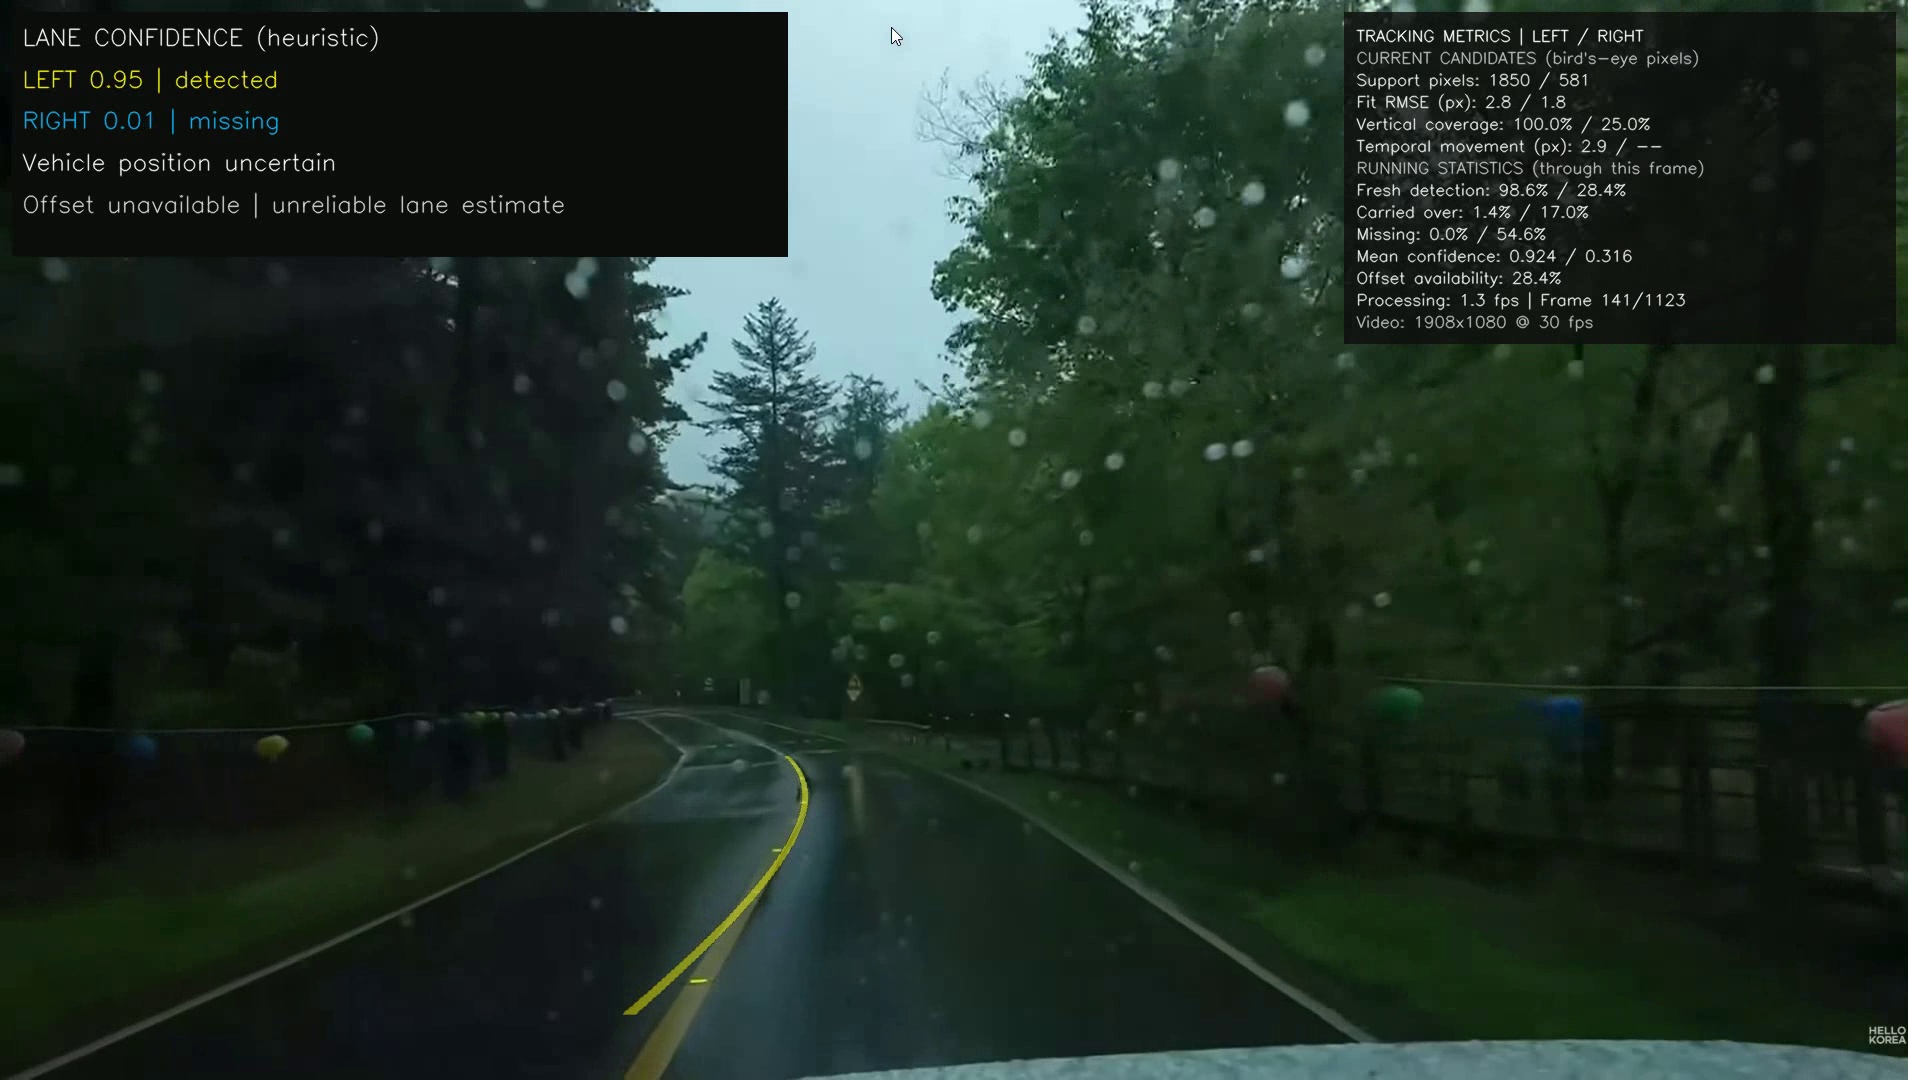 LANE CONFIDENCE (heuristic)
LEFT 0.95 | detected
RIGHT 0.01 | missing
Vehicle position uncertain
Offset unavailable | unreliable lane estimate
TRACKING METRICS | LEFT / RIGHT
CURRENT CANDIDATES (bird's-eye pixels)
Support pixels: 1850 / 581
Fit RMSE (px): 2.8 / 1.8
Vertical coverage: 100.0% / 25.0%
Temporal movement (px): 2.9 / --
RUNNING STATISTICS (through this frame)
Fresh detection: 98.6% / 28.4%
Carried over: 1.4% / 17.0%
Missing: 0.0% / 54.6%
Mean confidence: 0.924 / 0.316
Offset availability: 28.4%
Processing: 1.3 fps | Frame 141/1123
Video: 1908x1080 @ 30 fps
HELLO
KOREA